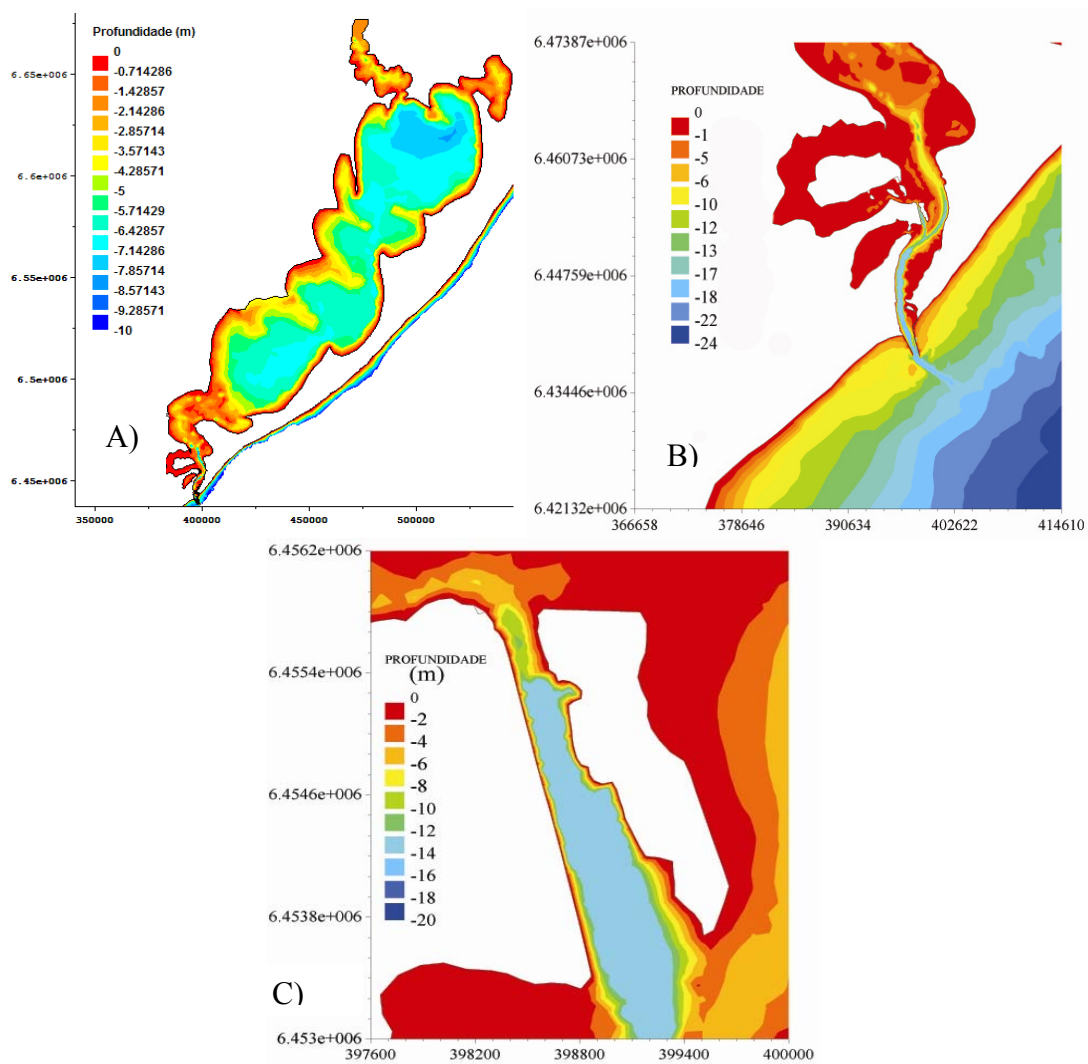 Profundidade (m)
0
-0.714286
-1.42857
-2.14286
-2.85714
-3.57143
-4.28571
-5
-5.71429
-6.42857
-7.14286
-7.85714
-8.57143
-9.28571
-10
6.65e+006
6.6e+006
6.55e+006
6.5e+006
6.45e+006
350000 400000 450000 500000
A)
6.47387e+006
6.46073e+006
6.44759e+006
6.43446e+006
6.42132e+006
366658 378646 390634 402622 414610
PROFUNDIDADE
0
-1
-5
-6
-10
-12
-13
-17
-18
-22
-24
B)
6.4562e+006
6.4554e+006
6.4546e+006
6.4538e+006
6.453e+006
397600 398200 398800 399400 400000
PROFUNDIDADE
(m)
0
-2
-4
-6
-8
-10
-12
-14
-16
-18
-20
C)